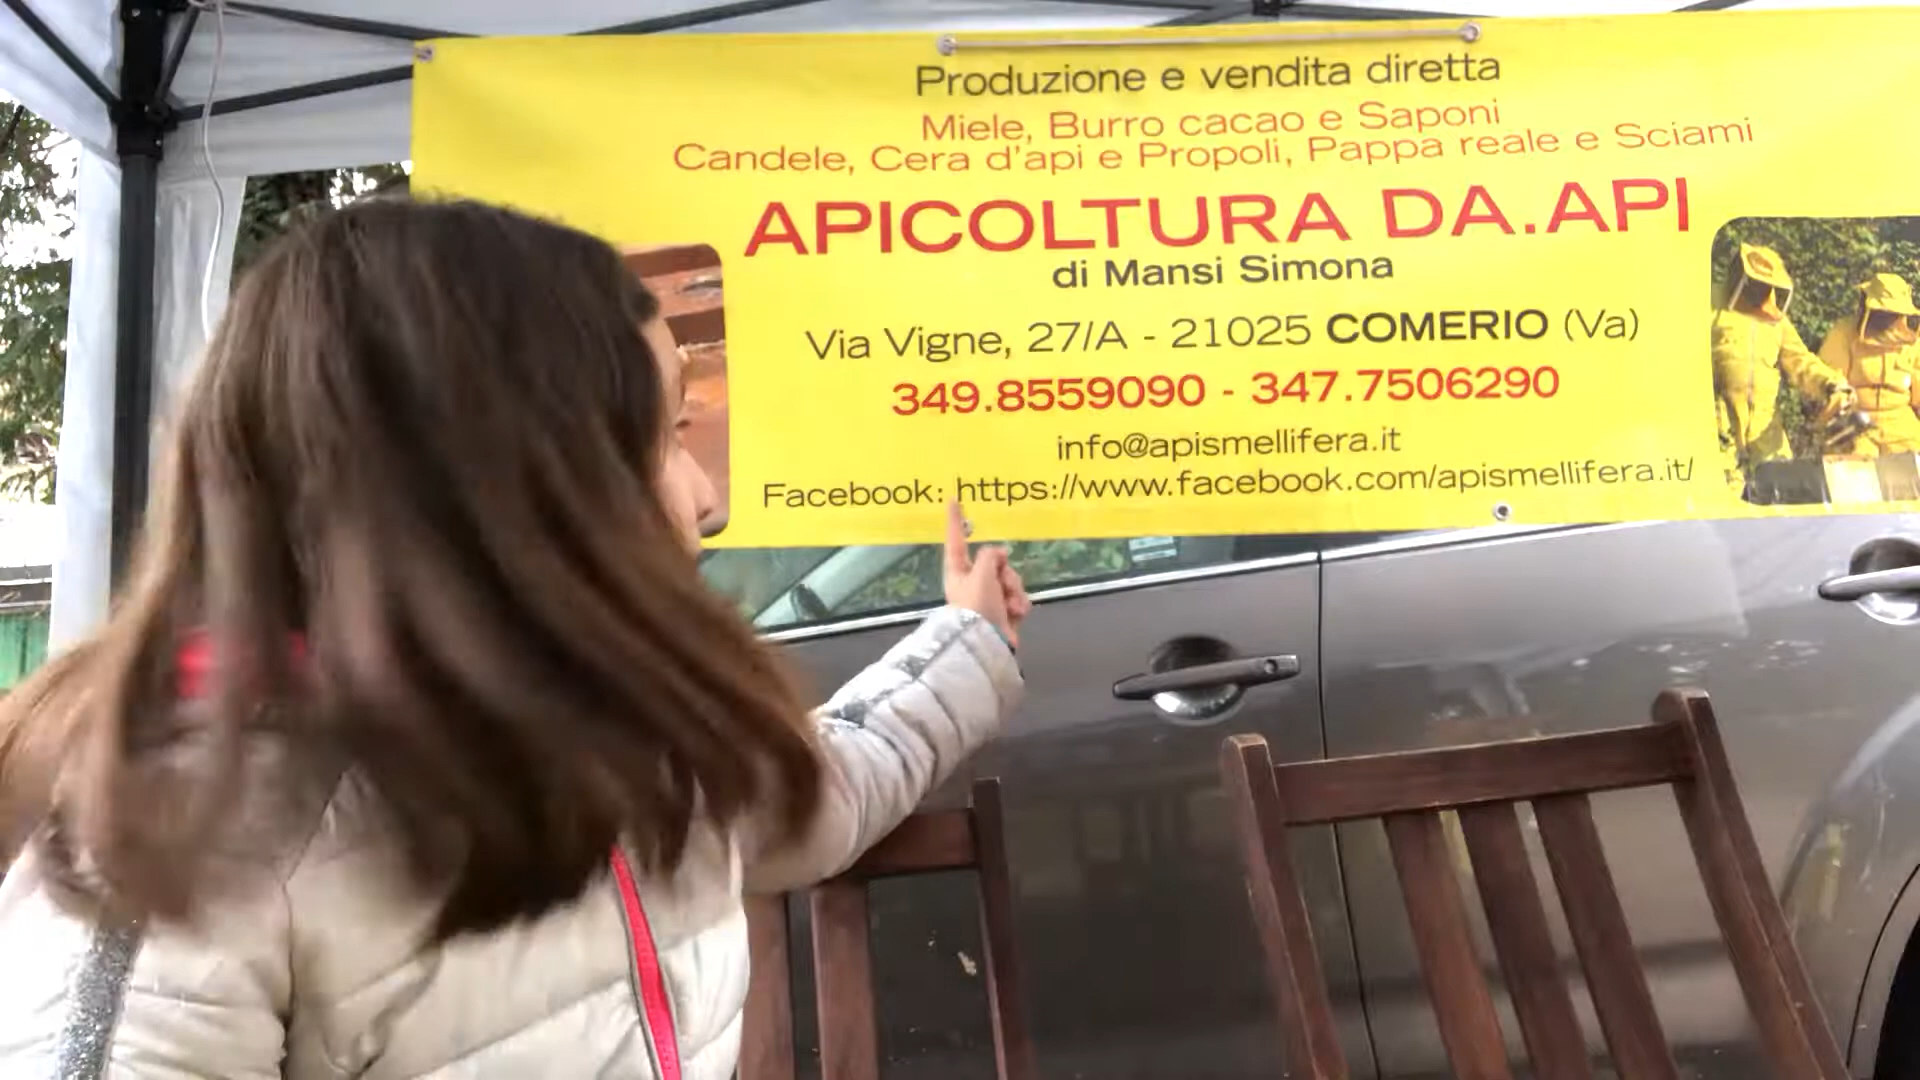 Produzione e vendita diretta
Miele, Burro cacao e Saponi
Candele, Cera d'api e Propoli, Pappa reale e Sciami
APICOLTURA DA.API
di Mansi Simona
Via Vigne, 27/A - 21025 COMERIO (Va)
349.8559090 - 347.7506290
info@apismellifera.it
Facebook: https://www.facebook.com/apismellifera.it/